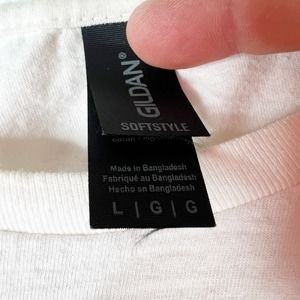 GILDAN®
SOFTSTYLE
Made in Bangladesh
Fabriqué au Bangladesh
Hecho en Bangladesh
L | G | G